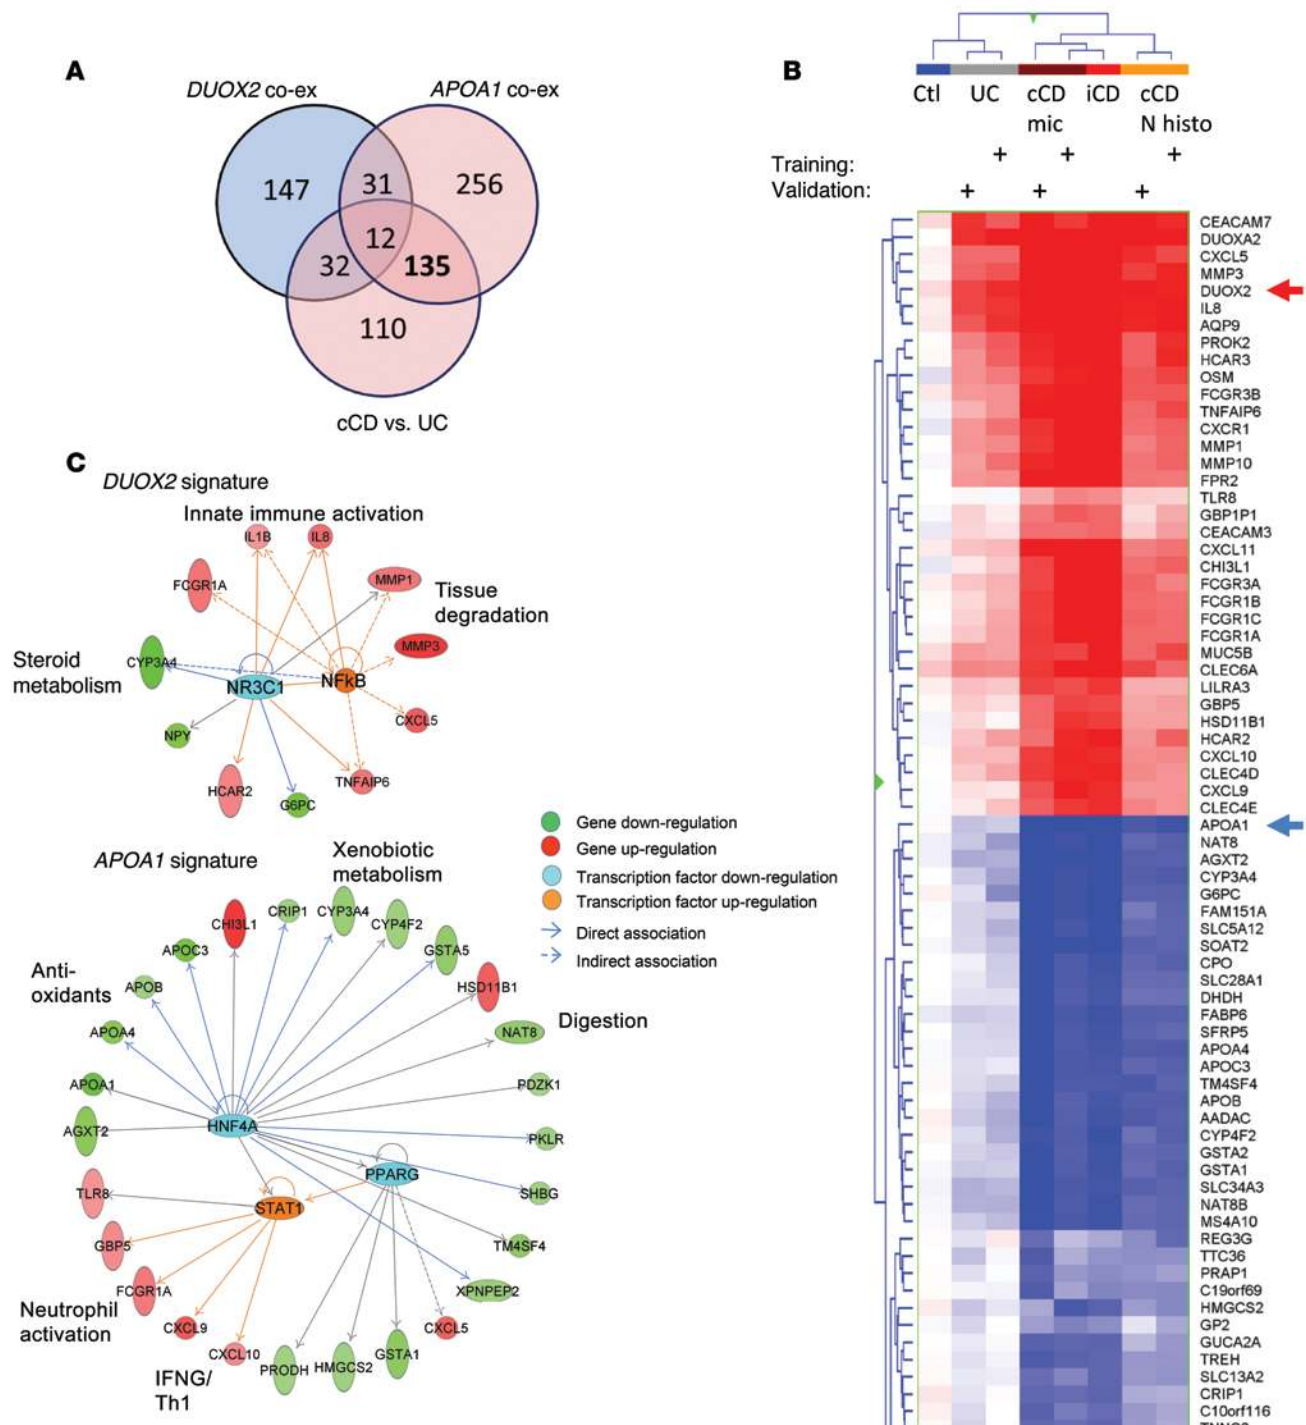 A
DUOX2 co-ex
APOA1 co-ex
147
31
256
12
32
135
110
cCD vs. UC
B
Ctl UC cCD iCD cCD
mic N histo
Training: + + +
Validation: + + +
CEACAM7
DUOXA2
CXCL5
MMP3
DUOX2
IL8
AQP9
PROK2
HCAR3
OSM
FCGR3B
TNFAIP6
CXCR1
MMP1
MMP10
FPR2
TLR8
GBP1P1
CEACAM3
CXCL11
CHI3L1
FCGR3A
FCGR1B
FCGR1C
FCGR1A
MUC5B
CLEC6A
LILRA3
GBP5
HSD11B1
HCAR2
CXCL10
CLEC4D
CXCL9
CLEC4E
APOA1
NAT8
AGXT2
CYP3A4
G6PC
FAM151A
SLC5A12
SOAT2
CPO
SLC28A1
DHDH
FABP6
SFRP5
APOA4
APOC3
TM4SF4
APOB
AADAC
CYP4F2
GSTA2
GSTA1
SLC34A3
NAT8B
MS4A10
REG3G
TTC36
PRAP1
C19orf69
HMGCS2
GP2
GUCA2A
TREH
SLC13A2
CRIP1
C10orf116
C
DUOX2 signature
Innate immune activation
IL1B
IL8
FCGR1A
MMP1
Tissue
degradation
MMP3
Steroid
metabolism
CYP3A4
NR3C1
NFkB
CXCL5
NPY
HCAR2
G6PC
TNFAIP6
Gene down-regulation
Gene up-regulation
Transcription factor down-regulation
Transcription factor up-regulation
Direct association
Indirect association
APOA1 signature
Xenobiotic
metabolism
CHI3L1
CRIP1
CYP3A4
CYP4F2
APOC3
GSTA5
Anti-
oxidants
APOB
HSD11B1
APOA4
NAT8
Digestion
APOA1
PDZK1
AGXT2
HNF4A
PKLR
PPARG
TLR8
STAT1
SHBG
GBP5
TM4SF4
FCGR1A
XPNPEP2
Neutrophil
activation
CXCL9
CXCL5
CXCL10
PRODH
HMGCS2
GSTA1
IFNG/
Th1